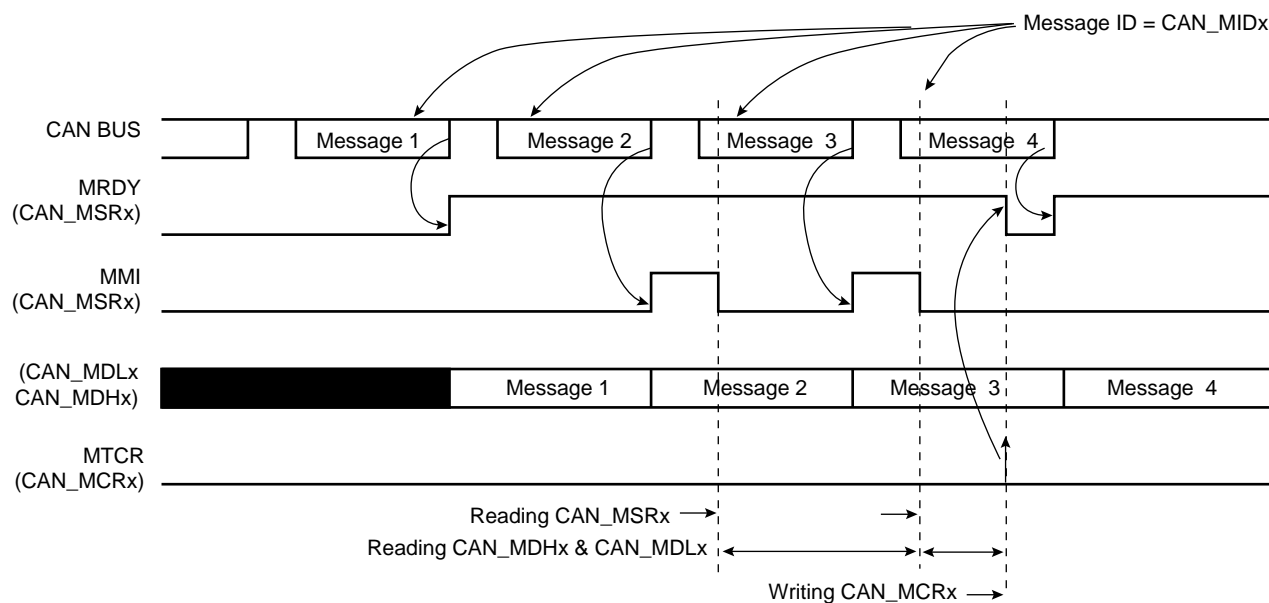 Message ID = CAN_MIDx
CAN BUS
Message 1
Message 2
Message 3
Message 4
MRDY
(CAN_MSRx)
MMI
(CAN_MSRx)
(CAN_MDLx
CAN_MDHx)
Message 1
Message 2
Message 3
Message 4
MTCR
(CAN_MCRx)
Reading CAN_MSRx
Reading CAN_MDHx & CAN_MDLx
Writing CAN_MCRx